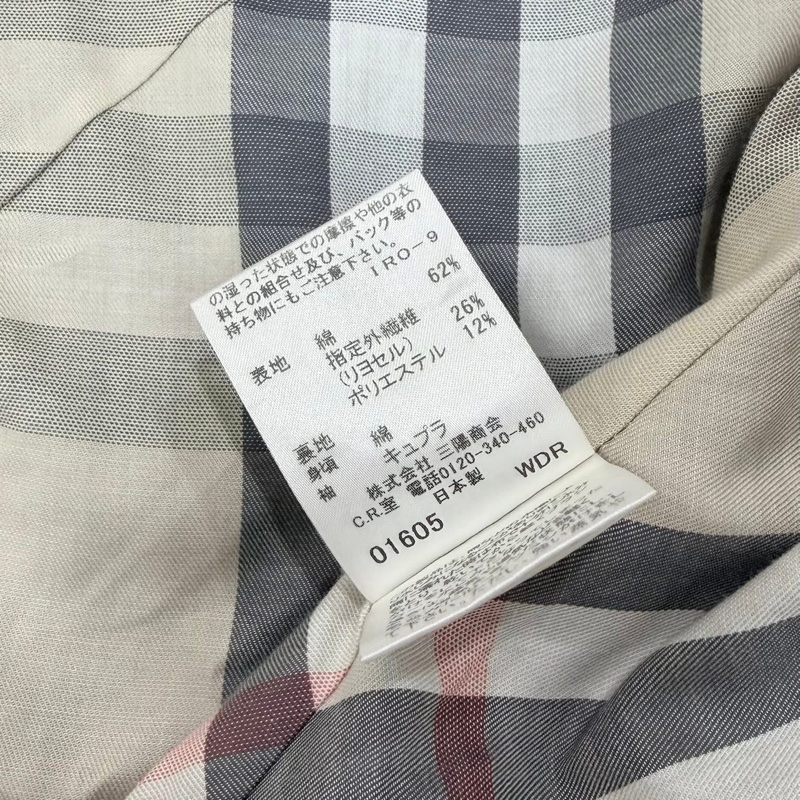 の湿った状態での摩擦や他の衣
料との組合せ及び、バック等の
持ち物にもご注意下さい。
IRO-9
表地 綿 62%
指定外繊維
(リヨセル) 26%
ポリエステル 12%
裏地
身頃 綿
袖 キュプラ
株式会社 三陽商会
C.R.室 電話0120-340-460
日本製 WDR
01605